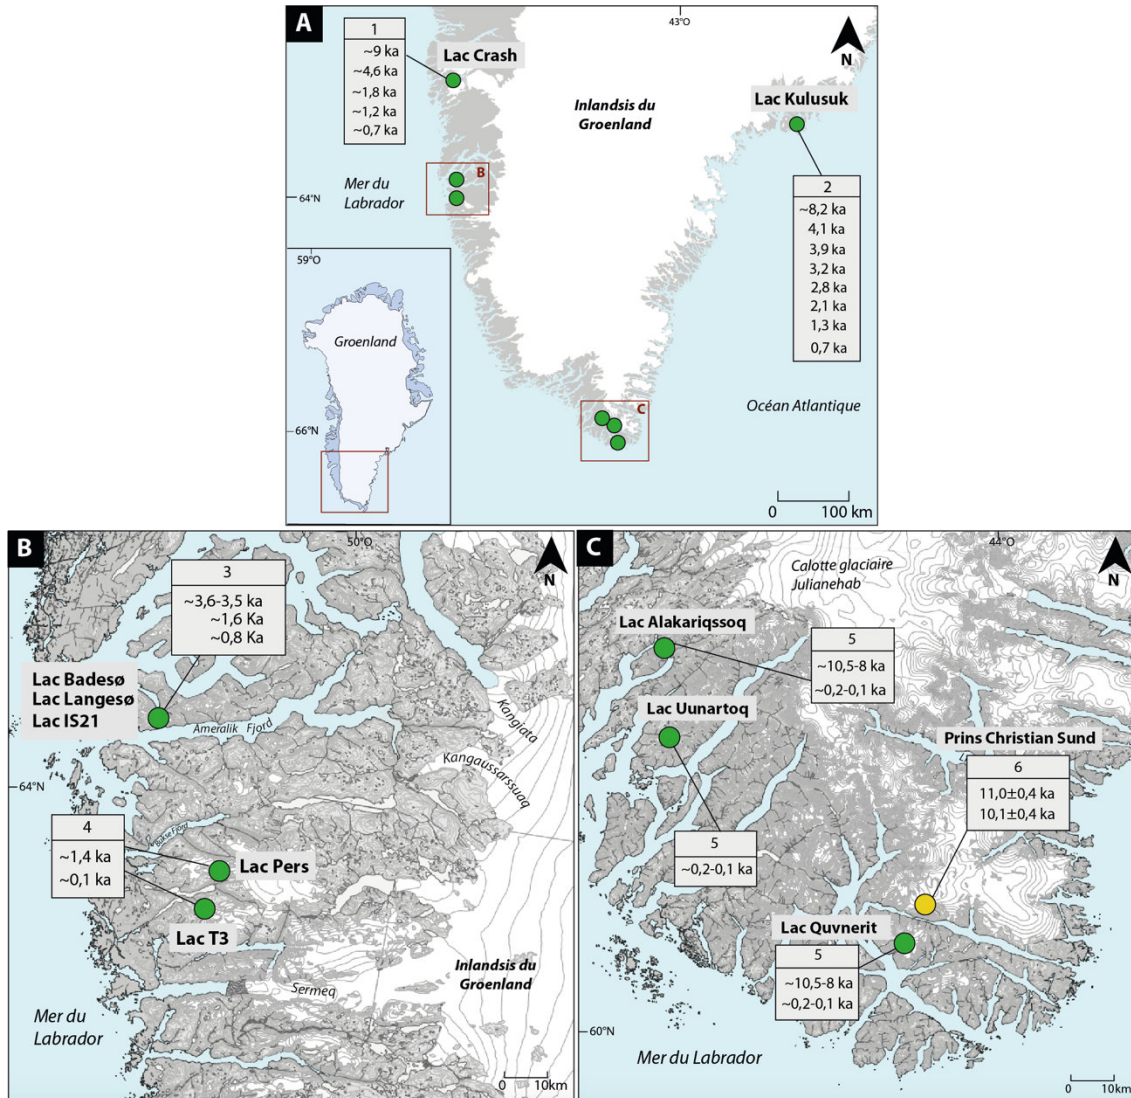 A
43°O
N
1
~9 ka
~4,6 ka
~1,8 ka
~1,2 ka
~0,7 ka
Lac Crash
Inlandsis du
Groenland
Lac Kulusuk
B
Mer du
Labrador
64°N
2
~8,2 ka
4,1 ka
3,9 ka
3,2 ka
2,8 ka
2,1 ka
1,3 ka
0,7 ka
59°O
Groenland
66°N
C
Océan Atlantique
0 100 km
B
50°O
N
3
~3,6-3,5 ka
~1,6 Ka
~0,8 Ka
Lac Badesø
Lac Langesø
Lac IS21
Ameralik Fjord
Kangiata
Kangaussarssuaq
64°N
4
~1,4 ka
~0,1 ka
Buksefjord
Lac Pers
Lac T3
Sermeq
Inlandsis du
Groenland
Mer du
Labrador
0 10km
C
44°O
N
Calotte glaciaire
Julianehab
Lac Alakariqssoq
5
~10,5-8 ka
~0,2-0,1 ka
Lac Uunartoq
5
~0,2-0,1 ka
Prins Christian Sund
6
11,0±0,4 ka
10,1±0,4 ka
Lac Quvnerit
5
~10,5-8 ka
~0,2-0,1 ka
60°N
Mer du Labrador
0 10km